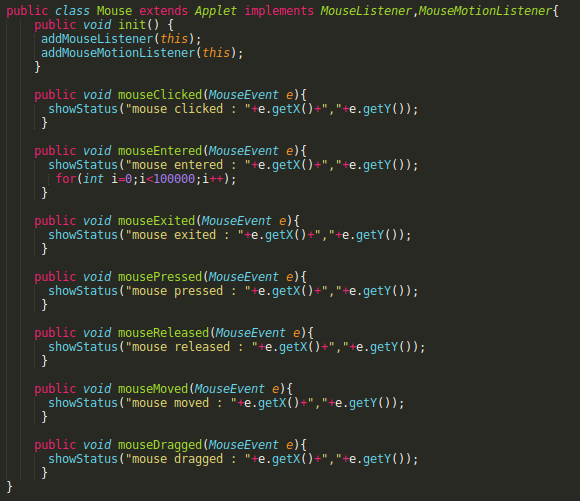 public class Mouse extends Applet implements MouseListener,MouseMotionListener{
public void init() {
addMouseListener(this);
addMouseMotionListener(this);
}
public void mouseClicked(MouseEvent e){
showStatus("mouse clicked : "+e.getX()+","+e.getY());
}
public void mouseEntered(MouseEvent e){
showStatus("mouse entered : "+e.getX()+","+e.getY());
for(int i=0;i<100000;i++);
}
public void mouseExited(MouseEvent e){
showStatus("mouse exited : "+e.getX()+","+e.getY());
}
public void mousePressed(MouseEvent e){
showStatus("mouse pressed : "+e.getX()+","+e.getY());
}
public void mouseReleased(MouseEvent e){
showStatus("mouse released : "+e.getX()+","+e.getY());
}
public void mouseMoved(MouseEvent e){
showStatus("mouse moved : "+e.getX()+","+e.getY());
}
public void mouseDragged(MouseEvent e){
showStatus("mouse dragged : "+e.getX()+","+e.getY());
}
}